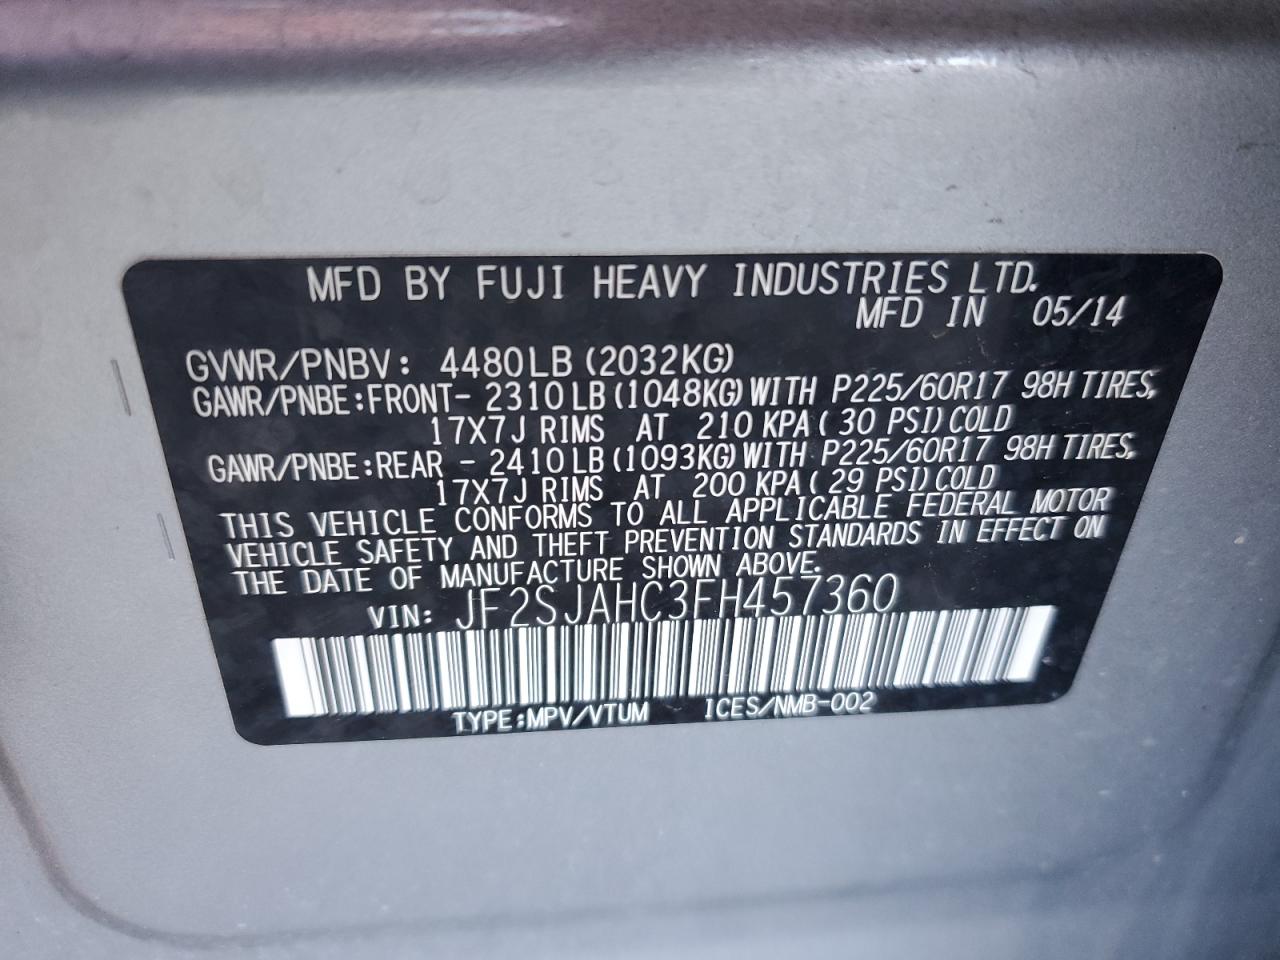 MFD BY FUJI HEAVY INDUSTRIES LTD.
MFD IN 05/14
GVWR/PNBV: 4480LB (2032KG)
GAWR/PNBE:FRONT- 2310 LB (1048KG) WITH P225/60R17 98H TIRES,
17X7J RIMS AT 210 KPA ( 30 PSI) COLD
GAWR/PNBE:REAR - 2410 LB (1093KG) WITH P225/60R17 98H TIRES,
17X7J RIMS AT 200 KPA ( 29 PSI) COLD
THIS VEHICLE CONFORMS TO ALL APPLICABLE FEDERAL MOTOR
VEHICLE SAFETY AND THEFT PREVENTION STANDARDS IN EFFECT ON
THE DATE OF MANUFACTURE SHOWN ABOVE.
VIN: JF2SJAHC3FH457360
TYPE:MPV/VTUM ICES/NMB-002